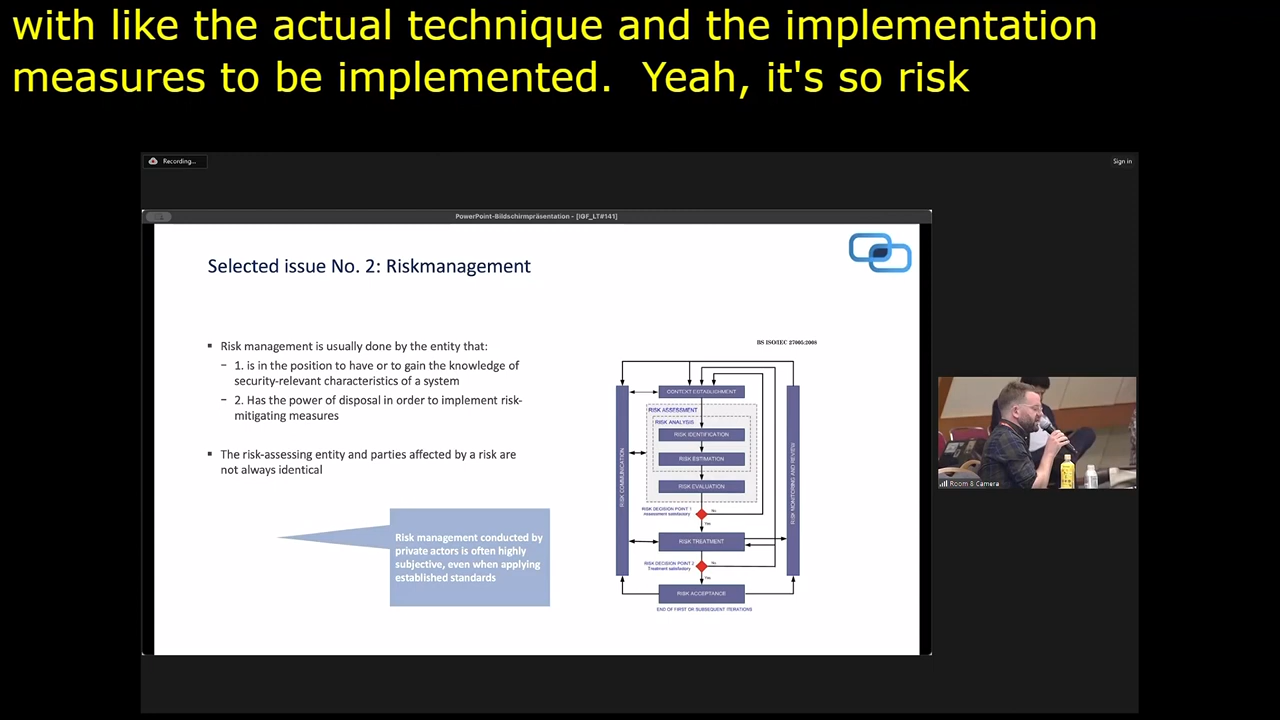 with like the actual technique and the implementation
measures to be implemented.  Yeah, it's so risk
Recording...
Sign in
PowerPoint-Bildschirmpräsentation - [IGF_LT#141]
Selected issue No. 2: Riskmanagement
▪ Risk management is usually done by the entity that:
− 1. is in the position to have or to gain the knowledge of
security-relevant characteristics of a system
− 2. Has the power of disposal in order to implement risk-
mitigating measures
▪ The risk-assessing entity and parties affected by a risk are
not always identical
Risk management conducted by
private actors is often highly
subjective, even when applying
established standards
BS ISO/IEC 27005:2008
CONTEXT ESTABLISHMENT
RISK ASSESSMENT
RISK ANALYSIS
RISK IDENTIFICATION
RISK ESTIMATION
RISK EVALUATION
RISK COMMUNICATION
RISK MONITORING AND REVIEW
RISK DECISION POINT 1
Assessment satisfactory
No
Yes
RISK TREATMENT
RISK DECISION POINT 2
Treatment satisfactory
No
Yes
RISK ACCEPTANCE
END OF FIRST OR SUBSEQUENT ITERATIONS
Room 8 Camera